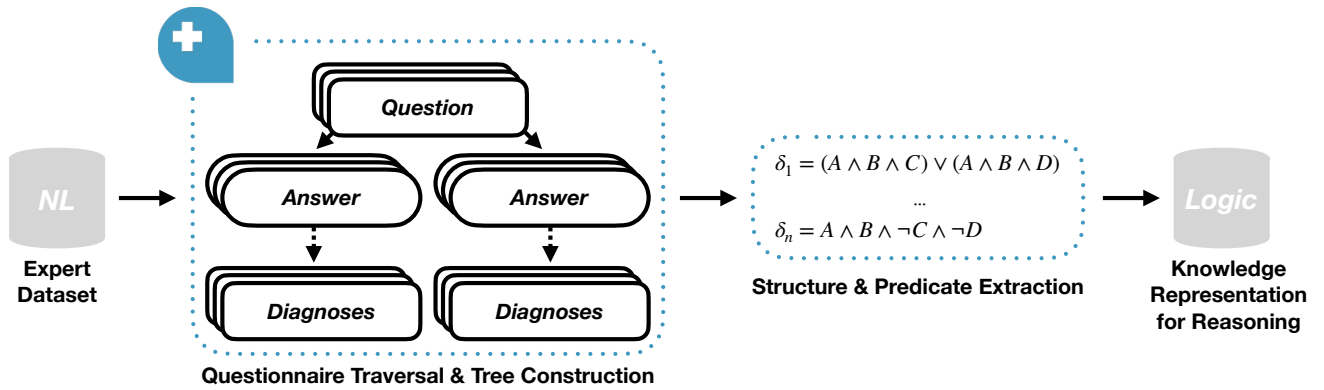 NL
Expert
Dataset
Question
Answer
Answer
Diagnoses
Diagnoses
Questionnaire Traversal & Tree Construction
δ₁ = (A ∧ B ∧ C) ∨ (A ∧ B ∧ D)
...
δₙ = A ∧ B ∧ ¬C ∧ ¬D
Structure & Predicate Extraction
Logic
Knowledge
Representation
for Reasoning